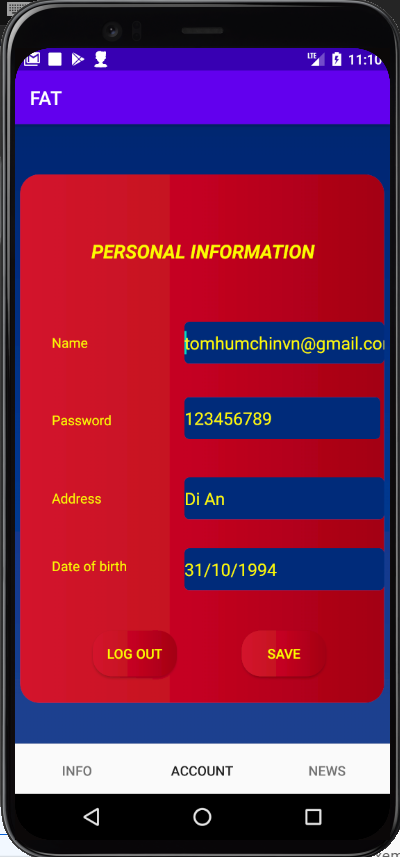 LTE 11:10
FAT
PERSONAL INFORMATION
Name tomhumchinvn@gmail.co
Password 123456789
Address Di An
Date of birth 31/10/1994
LOG OUT SAVE
INFO ACCOUNT NEWS